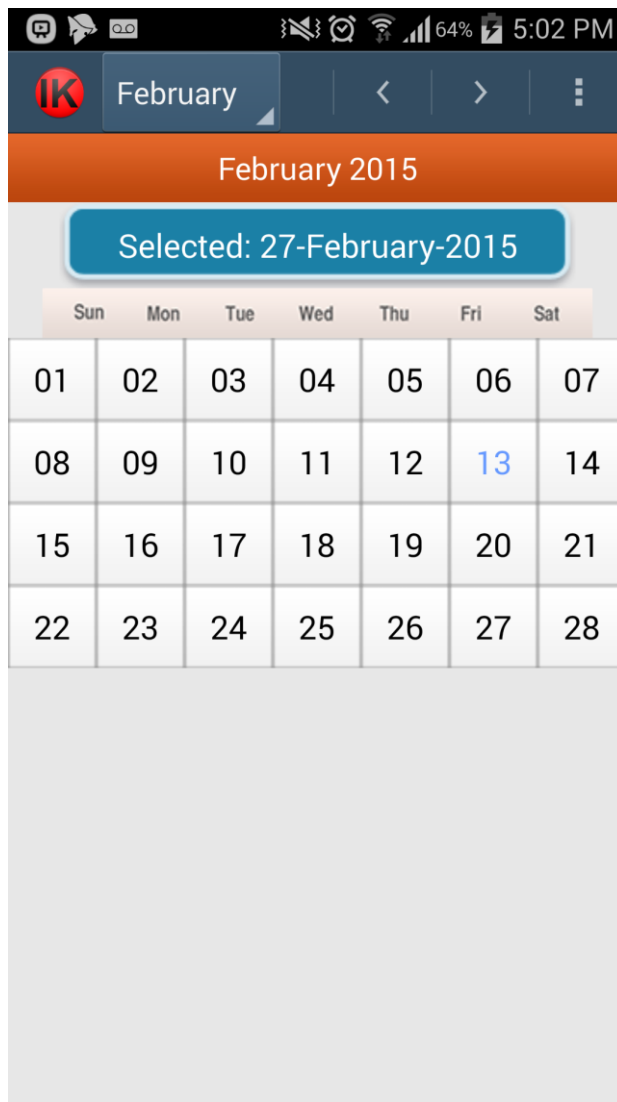 64% 5:02 PM
IK February
February 2015
Selected: 27-February-2015
Sun Mon Tue Wed Thu Fri Sat
01 02 03 04 05 06 07
08 09 10 11 12 13 14
15 16 17 18 19 20 21
22 23 24 25 26 27 28